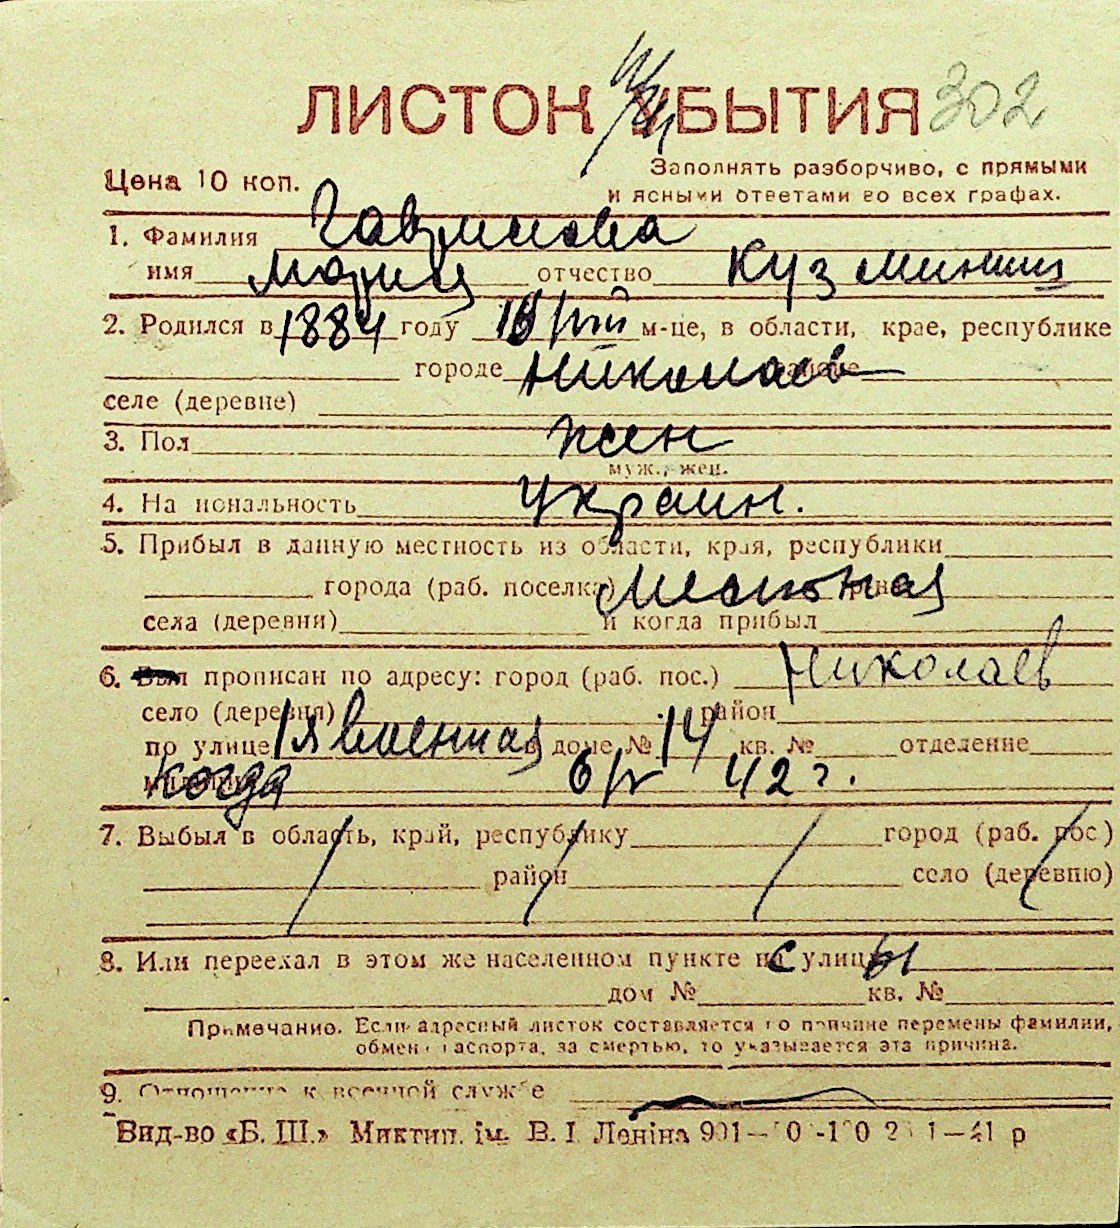 ЛИСТОК УБЫТИЯ 302
Цена 10 коп.
Заполнять разборчиво, с прямыми
и ясными ответами во всех графах.
1. Фамилия Гаврилова
имя Мария отчество Кузминиш
2. Родился в 1884 году м-це, в области, крае, республике
городе Николаев
селе (деревне)
3. Пол жен
муж., жен.
4. На иональность Украин.
5. Прибыл в данную местность из области, края, республики
города (раб. поселка) Местная
села (деревни) и когда прибыл
6. прописан по адресу: город (раб. пос.) Николаев
село (деревня) район
по улице 1 Явленная в доме № 14 кв. № отделение
когда 42 г.
7. Выбыл в область, край, республику город (раб. пос.)
район село (деревню)
8. Или переехал в этом же населенном пункте с улицы
дом № кв. №
Примечание. Если адресный листок составляется по причине перемены фамилии,
обмена паспорта, за смертью, то указывается эта причина.
9. Отношение к военной службе
Вид-во «Б. Ш.» Миктип. ім. В. І. Леніна